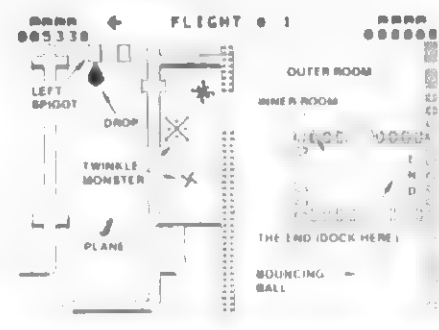 FLIGHT # 1
005330
000000
LEFT
SPIGOT
DROP
TWINKLE
MONSTER
PLANE
OUTER ROOM
INNER ROOM
E
N
D
THE END (DOCK HERE)
BOUNCING
BALL